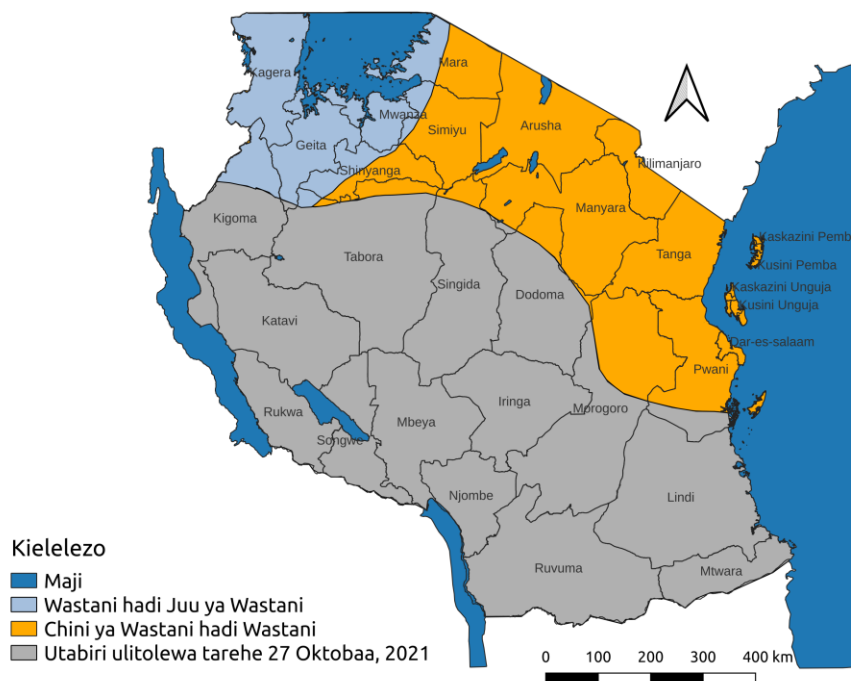 Kagera
Mara
Mwanza
Simiyu
Arusha
Geita
Shinyanga
Kilimanjaro
Kigoma
Manyara
Tabora
Tanga
Kaskazini Pemb
Kusini Pemba
Singida
Dodoma
Kaskazini Unguja
Kusini Unguja
Katavi
Dar-es-salaam
Pwani
Rukwa
Iringa
Morogoro
Mbeya
Songwe
Njombe
Lindi
Ruvuma
Mtwara
Kielelezo
Maji
Wastani hadi Juu ya Wastani
Chini ya Wastani hadi Wastani
Utabiri ulitolewa tarehe 27 Oktobaa, 2021
0 100 200 300 400 km